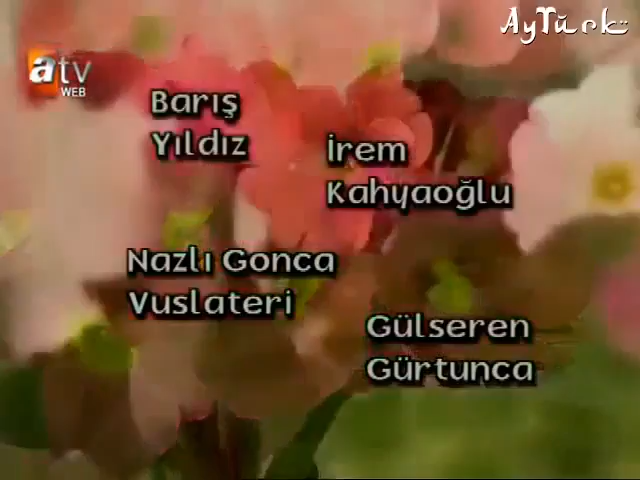 AyTürk
atv
WEB
Barış
Yıldız
İrem
Kahyaoğlu
Nazlı Gonca
Vuslateri
Gülseren
Gürtunca